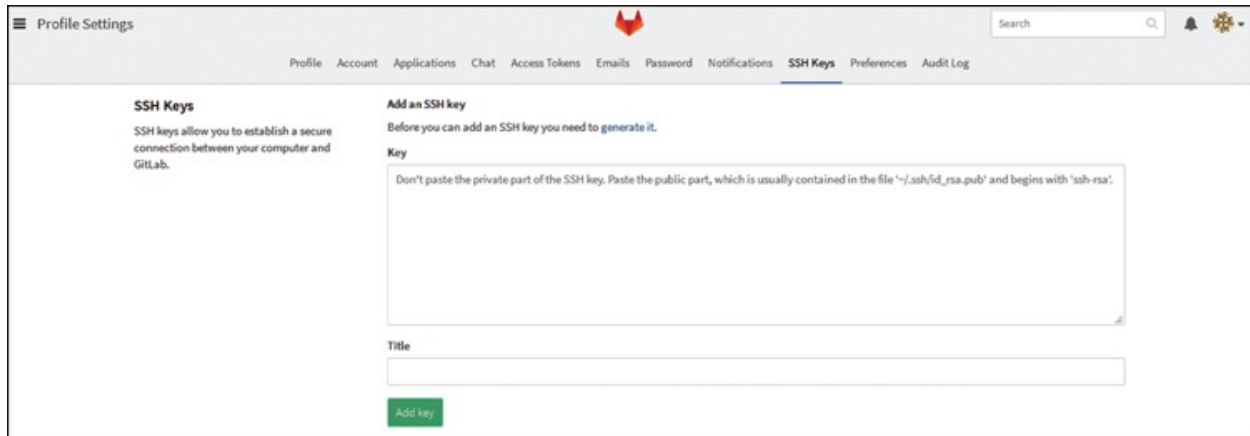 Profile Settings
Search
Profile Account Applications Chat Access Tokens Emails Password Notifications SSH Keys Preferences Audit Log
SSH Keys
SSH keys allow you to establish a secure
connection between your computer and
GitLab.
Add an SSH key
Before you can add an SSH key you need to generate it.
Key
Don't paste the private part of the SSH key. Paste the public part, which is usually contained in the file '~/.ssh/id_rsa.pub' and begins with 'ssh-rsa'.
Title
Add key